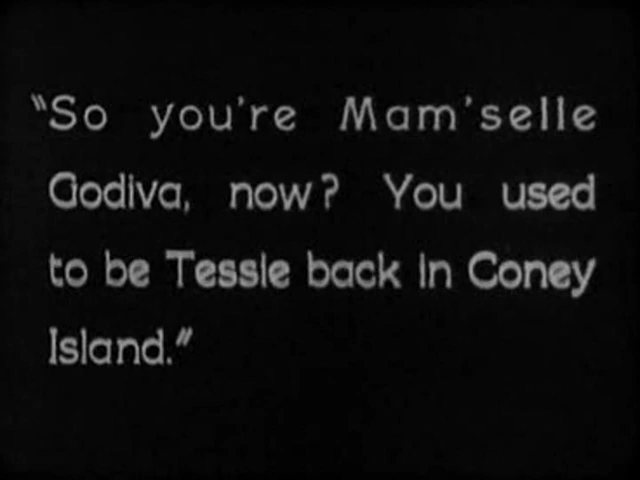 "So you're Mam'selle
Godiva, now? You used
to be Tessie back in Coney
Island."